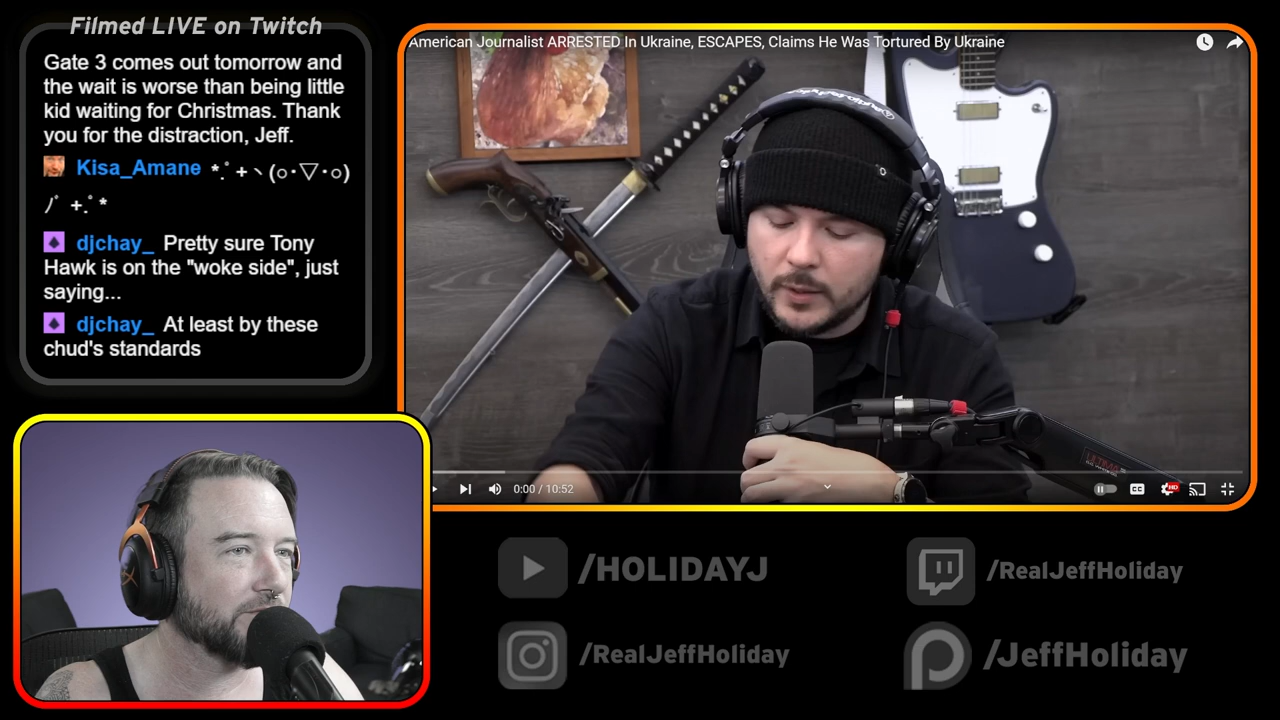 Filmed LIVE on Twitch
Gate 3 comes out tomorrow and
the wait is worse than being little
kid waiting for Christmas. Thank
you for the distraction, Jeff.
Kisa_Amane *.ﾟ+ヽ(○･▽･○)
ﾉﾟ+.ﾟ*
djchay_ Pretty sure Tony
Hawk is on the "woke side", just
saying...
djchay_ At least by these
chud's standards
American Journalist ARRESTED In Ukraine, ESCAPES, Claims He Was Tortured By Ukraine
0:00 / 10:52
CC
HD
/HOLIDAYJ
/RealJeffHoliday
/RealJeffHoliday
/JeffHoliday